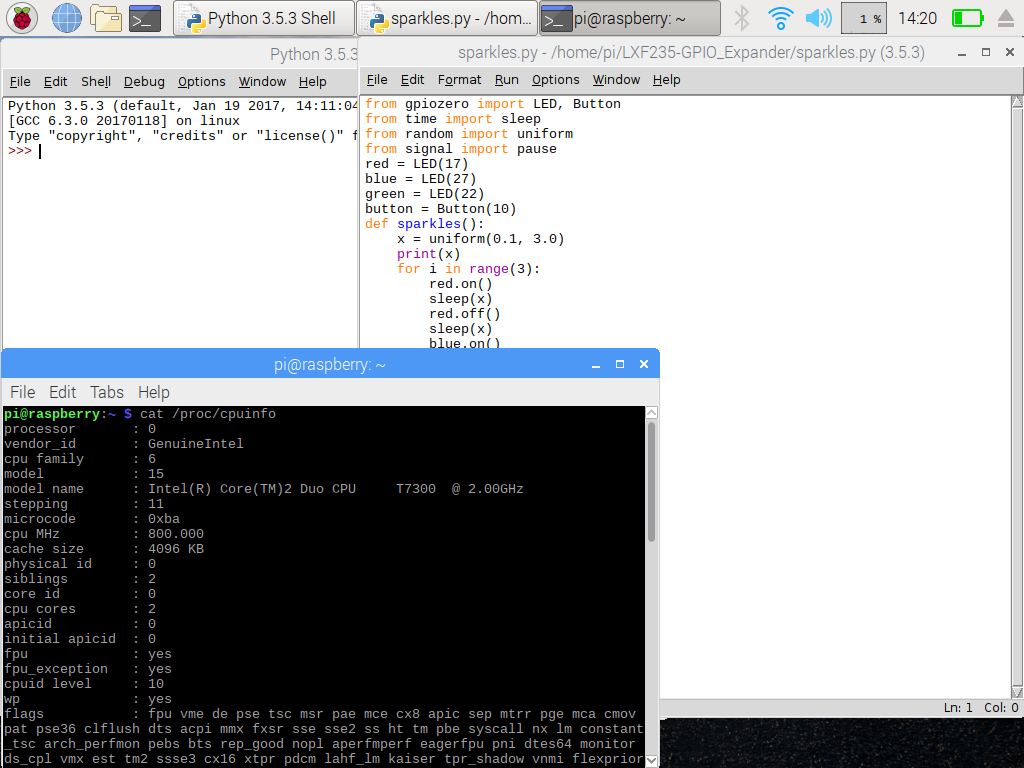 Python 3.5.3 Shell
sparkles.py - /hom...
pi@raspberry: ~
1 %
14:20
Python 3.5.3
File Edit Shell Debug Options Window Help
Python 3.5.3 (default, Jan 19 2017, 14:11:04
[GCC 6.3.0 20170118] on linux
Type "copyright", "credits" or "license()" f
>>>
sparkles.py - /home/pi/LXF235-GPIO_Expander/sparkles.py (3.5.3)
File Edit Format Run Options Window Help
from gpiozero import LED, Button
from time import sleep
from random import uniform
from signal import pause
red = LED(17)
blue = LED(27)
green = LED(22)
button = Button(10)
def sparkles():
    x = uniform(0.1, 3.0)
    print(x)
    for i in range(3):
        red.on()
        sleep(x)
        red.off()
        sleep(x)
        blue.on()
Ln: 1 Col: 0
pi@raspberry: ~
File Edit Tabs Help
pi@raspberry:~ $ cat /proc/cpuinfo
processor : 0
vendor_id : GenuineIntel
cpu family : 6
model : 15
model name : Intel(R) Core(TM)2 Duo CPU     T7300  @ 2.00GHz
stepping : 11
microcode : 0xba
cpu MHz : 800.000
cache size : 4096 KB
physical id : 0
siblings : 2
core id : 0
cpu cores : 2
apicid : 0
initial apicid : 0
fpu : yes
fpu_exception : yes
cpuid level : 10
wp : yes
flags : fpu vme de pse tsc msr pae mce cx8 apic sep mtrr pge mca cmov
pat pse36 clflush dts acpi mmx fxsr sse sse2 ss ht tm pbe syscall nx lm constant
_tsc arch_perfmon pebs bts rep_good nopl aperfmperf eagerfpu pni dtes64 monitor
ds_cpl vmx est tm2 ssse3 cx16 xtpr pdcm lahf_lm kaiser tpr_shadow vnmi flexprior